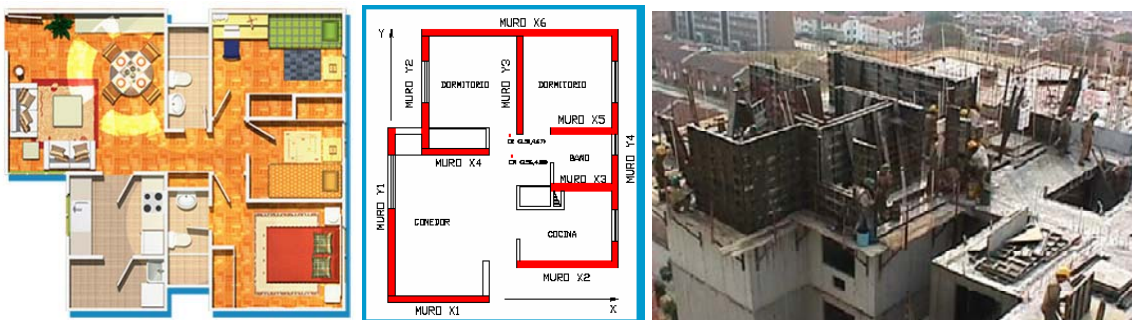 MURO X6
Y
MURO Y2
DORMITORIO
MURO Y3
DORMITORIO
MURO X5
MURO X4
BANO
MURO Y4
MURO X3
MURO Y1
COMEDOR
COCINA
MURO X2
X
MURO X1